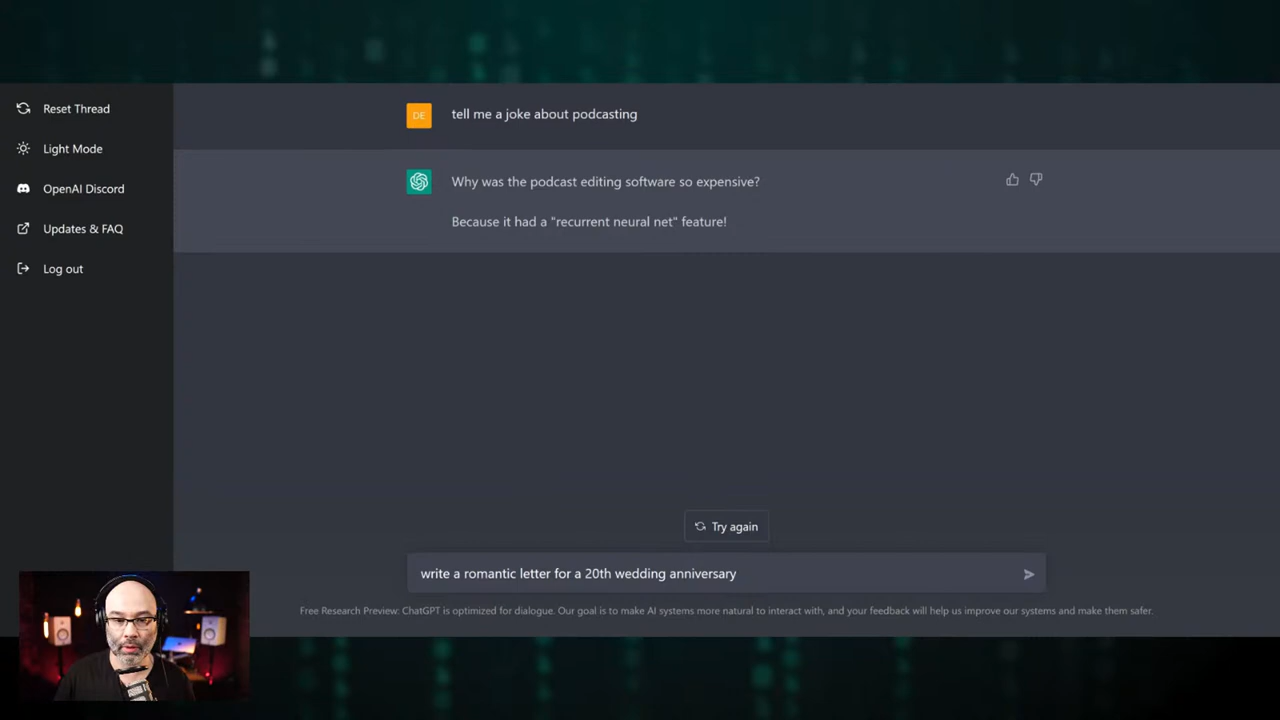 Reset Thread
Light Mode
OpenAI Discord
Updates & FAQ
Log out
DE
tell me a joke about podcasting
Why was the podcast editing software so expensive?
Because it had a "recurrent neural net" feature!
Try again
write a romantic letter for a 20th wedding anniversary
Free Research Preview: ChatGPT is optimized for dialogue. Our goal is to make AI systems more natural to interact with, and your feedback will help us improve our systems and make them safer.